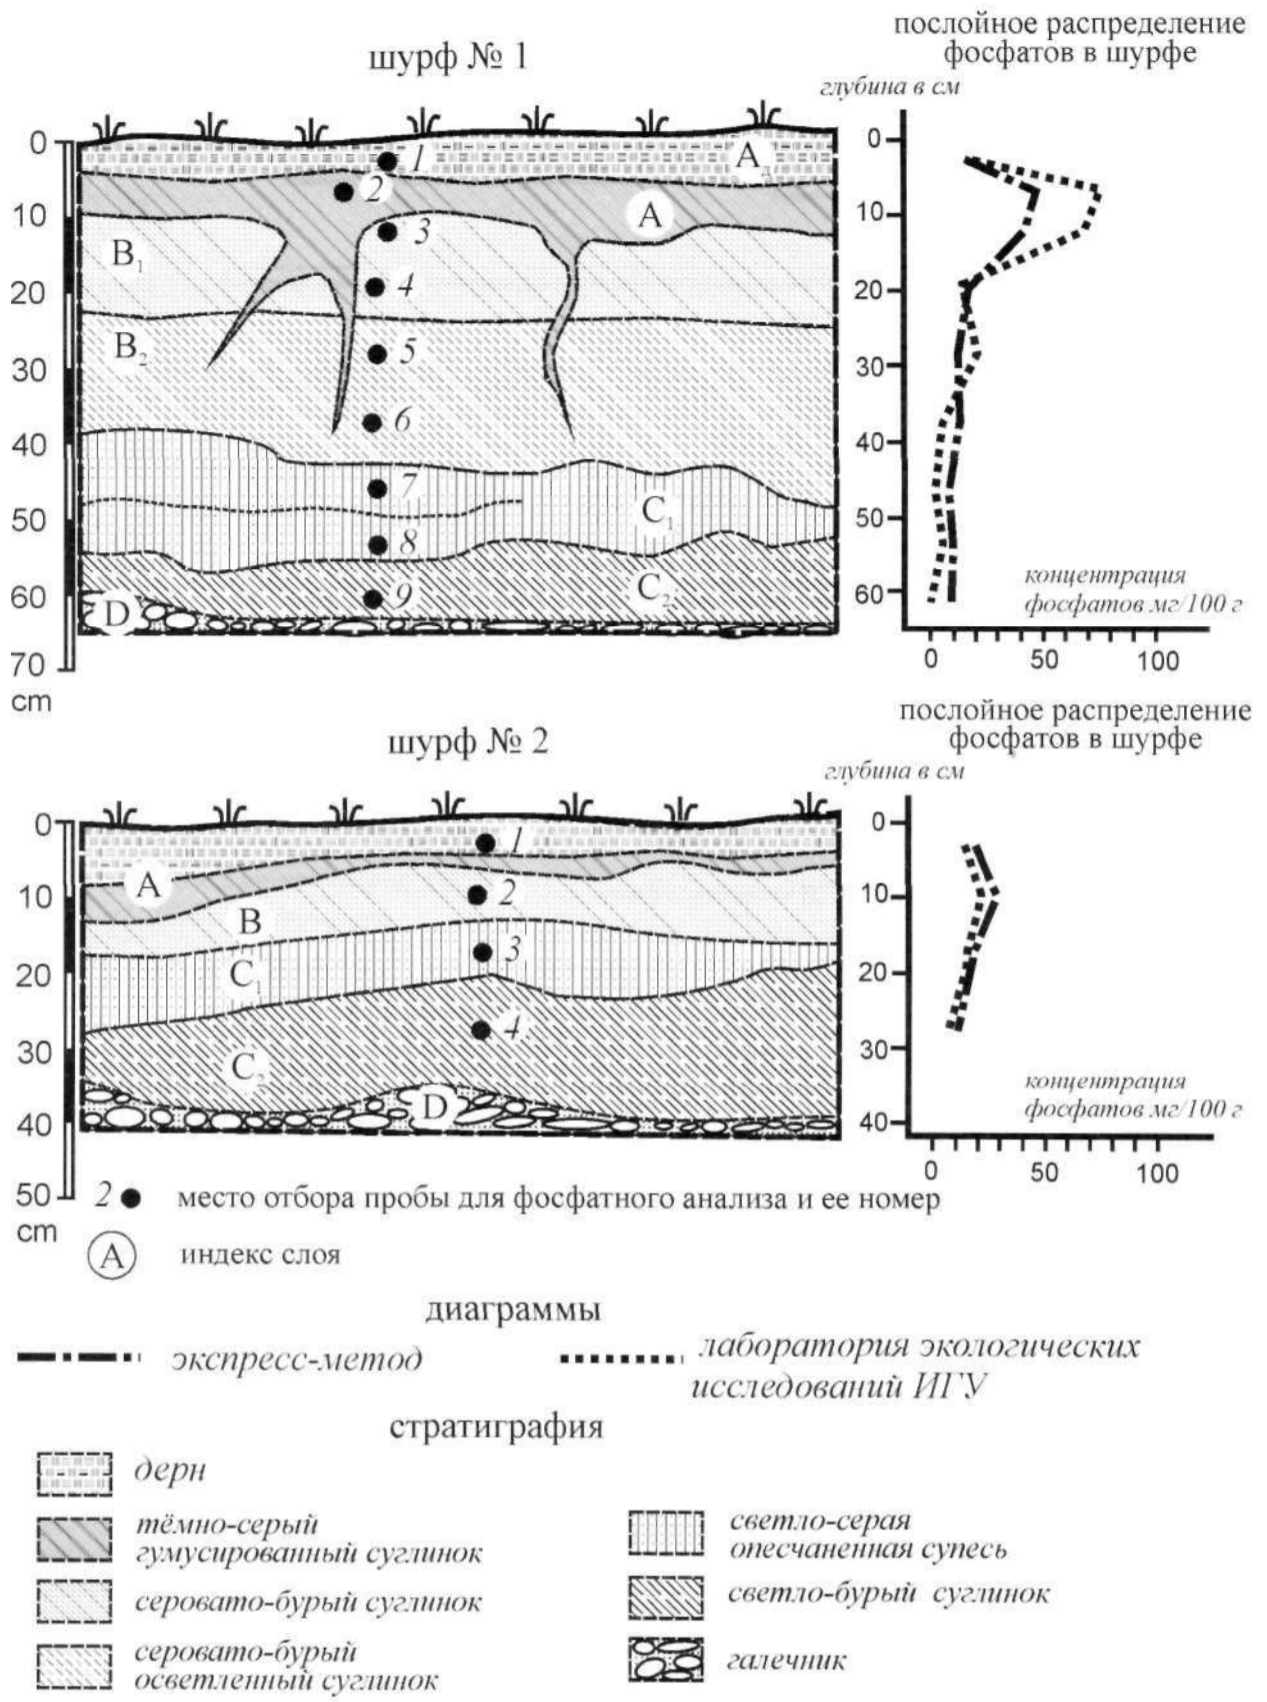 шурф № 1
послойное распределение
фосфатов в шурфе
глубина в см
0
10
20
30
40
50
60
70
cm
1
2
3
4
5
6
7
8
9
Aд
A
B1
B2
C1
C2
D
0
10
20
30
40
50
60
концентрация
фосфатов мг/100 г
0 50 100
шурф № 2
послойное распределение
фосфатов в шурфе
глубина в см
0
10
20
30
40
50
cm
1
2
3
4
A
B
C1
C2
D
0
10
20
30
40
концентрация
фосфатов мг/100 г
0 50 100
2 место отбора пробы для фосфатного анализа и ее номер
A индекс слоя
диаграммы
экспресс-метод
лаборатория экологических
исследований ИГУ
стратиграфия
дерн
тёмно-серый
гумусированный суглинок
серовато-бурый суглинок
серовато-бурый
осветленный суглинок
светло-серая
опесчаненная супесь
светло-бурый суглинок
галечник